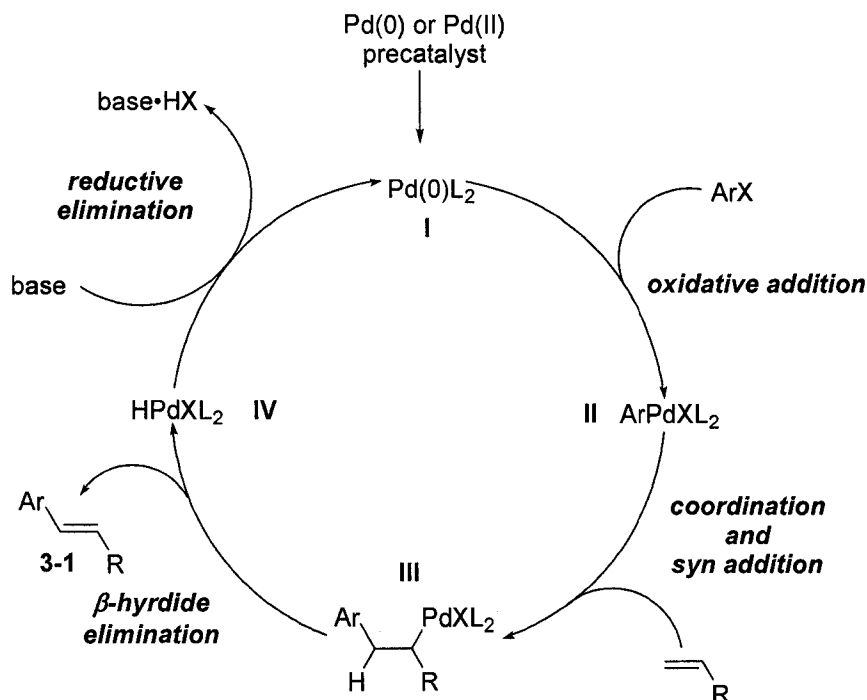 Pd(0) or Pd(II)
precatalyst
base•HX
reductive
elimination
Pd(0)L2
I
ArX
base
oxidative addition
HPdXL2
IV
II
ArPdXL2
Ar
3-1
R
coordination
and
syn addition
β-hyrdide
elimination
III
Ar
PdXL2
H
R
R